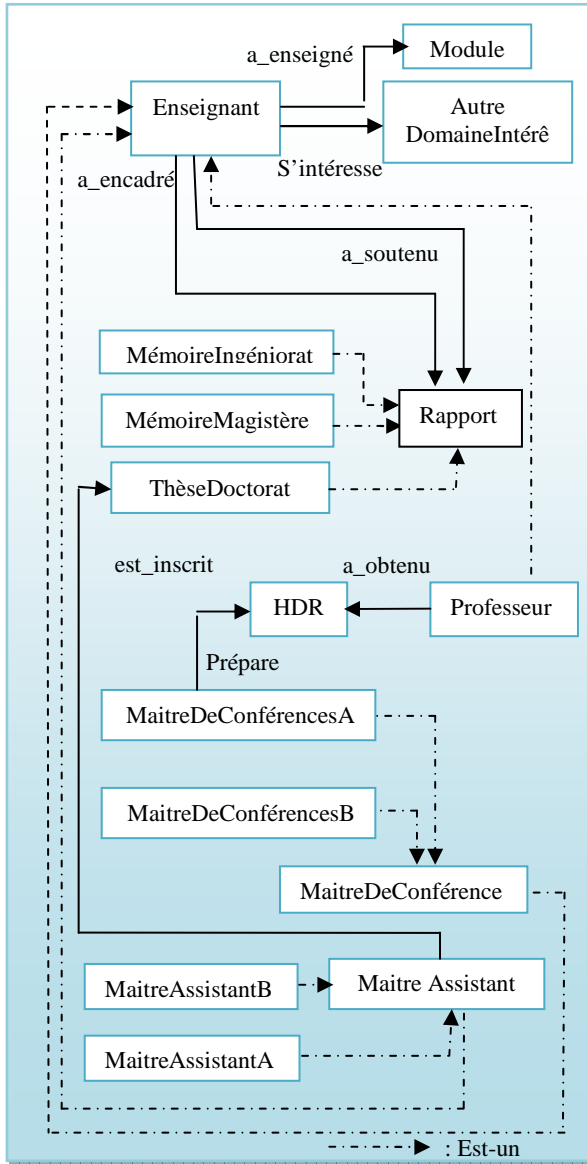 a_enseigné
Module
Enseignant
Autre
DomaineIntérê
S'intéresse
a_encadré
a_soutenu
MémoireIngéniorat
MémoireMagistère
Rapport
ThèseDoctorat
est_inscrit
a_obtenu
HDR
Professeur
Prépare
MaitreDeConférencesA
MaitreDeConférencesB
MaitreDeConférence
MaitreAssistantB
Maitre Assistant
MaitreAssistantA
: Est-un